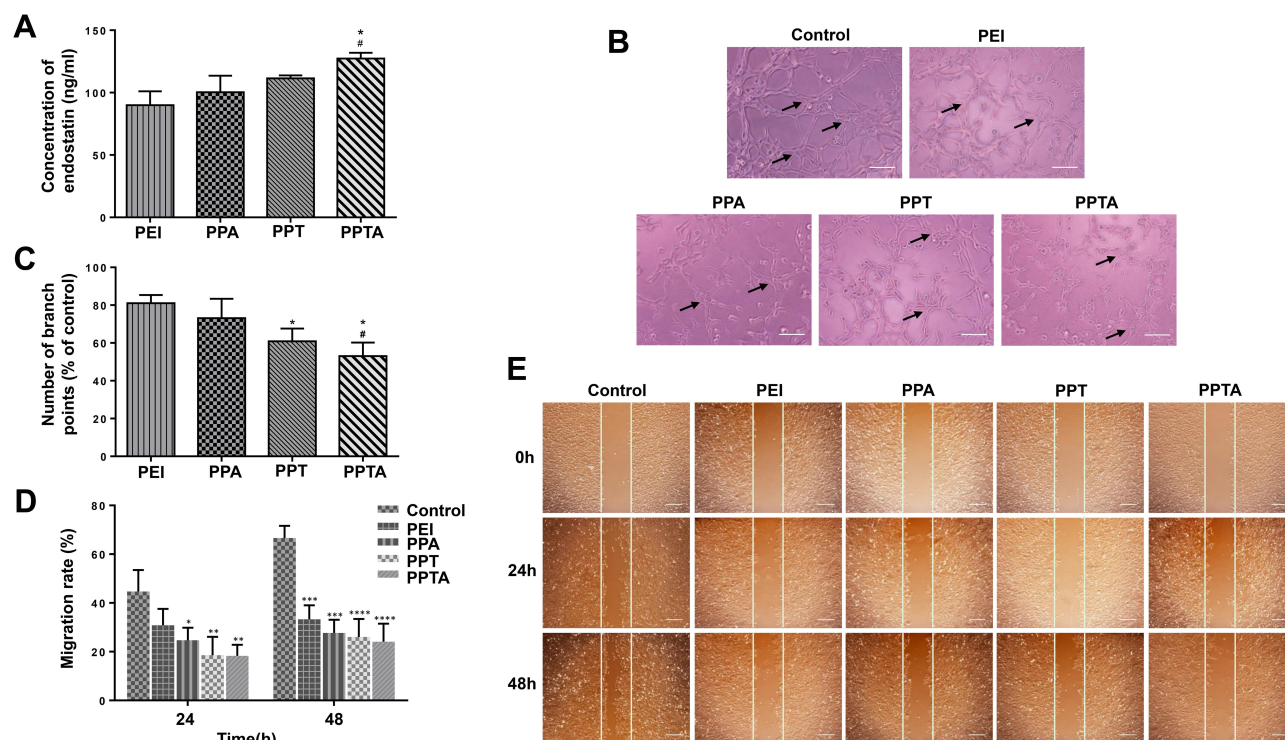 A
Concentration of
endostatin (ng/ml)
150
100
50
0
*
#
PEI PPA PPT PPTA
B
Control PEI
PPA PPT PPTA
C
Number of branch
points (% of control)
100
80
60
40
20
0
*
*
#
PEI PPA PPT PPTA
D
Migration rate (%)
80
60
40
20
0
* ** **
*** *** **** ****
Control
PEI
PPA
PPT
PPTA
24 48
Time(h)
E
Control PEI PPA PPT PPTA
0h
24h
48h